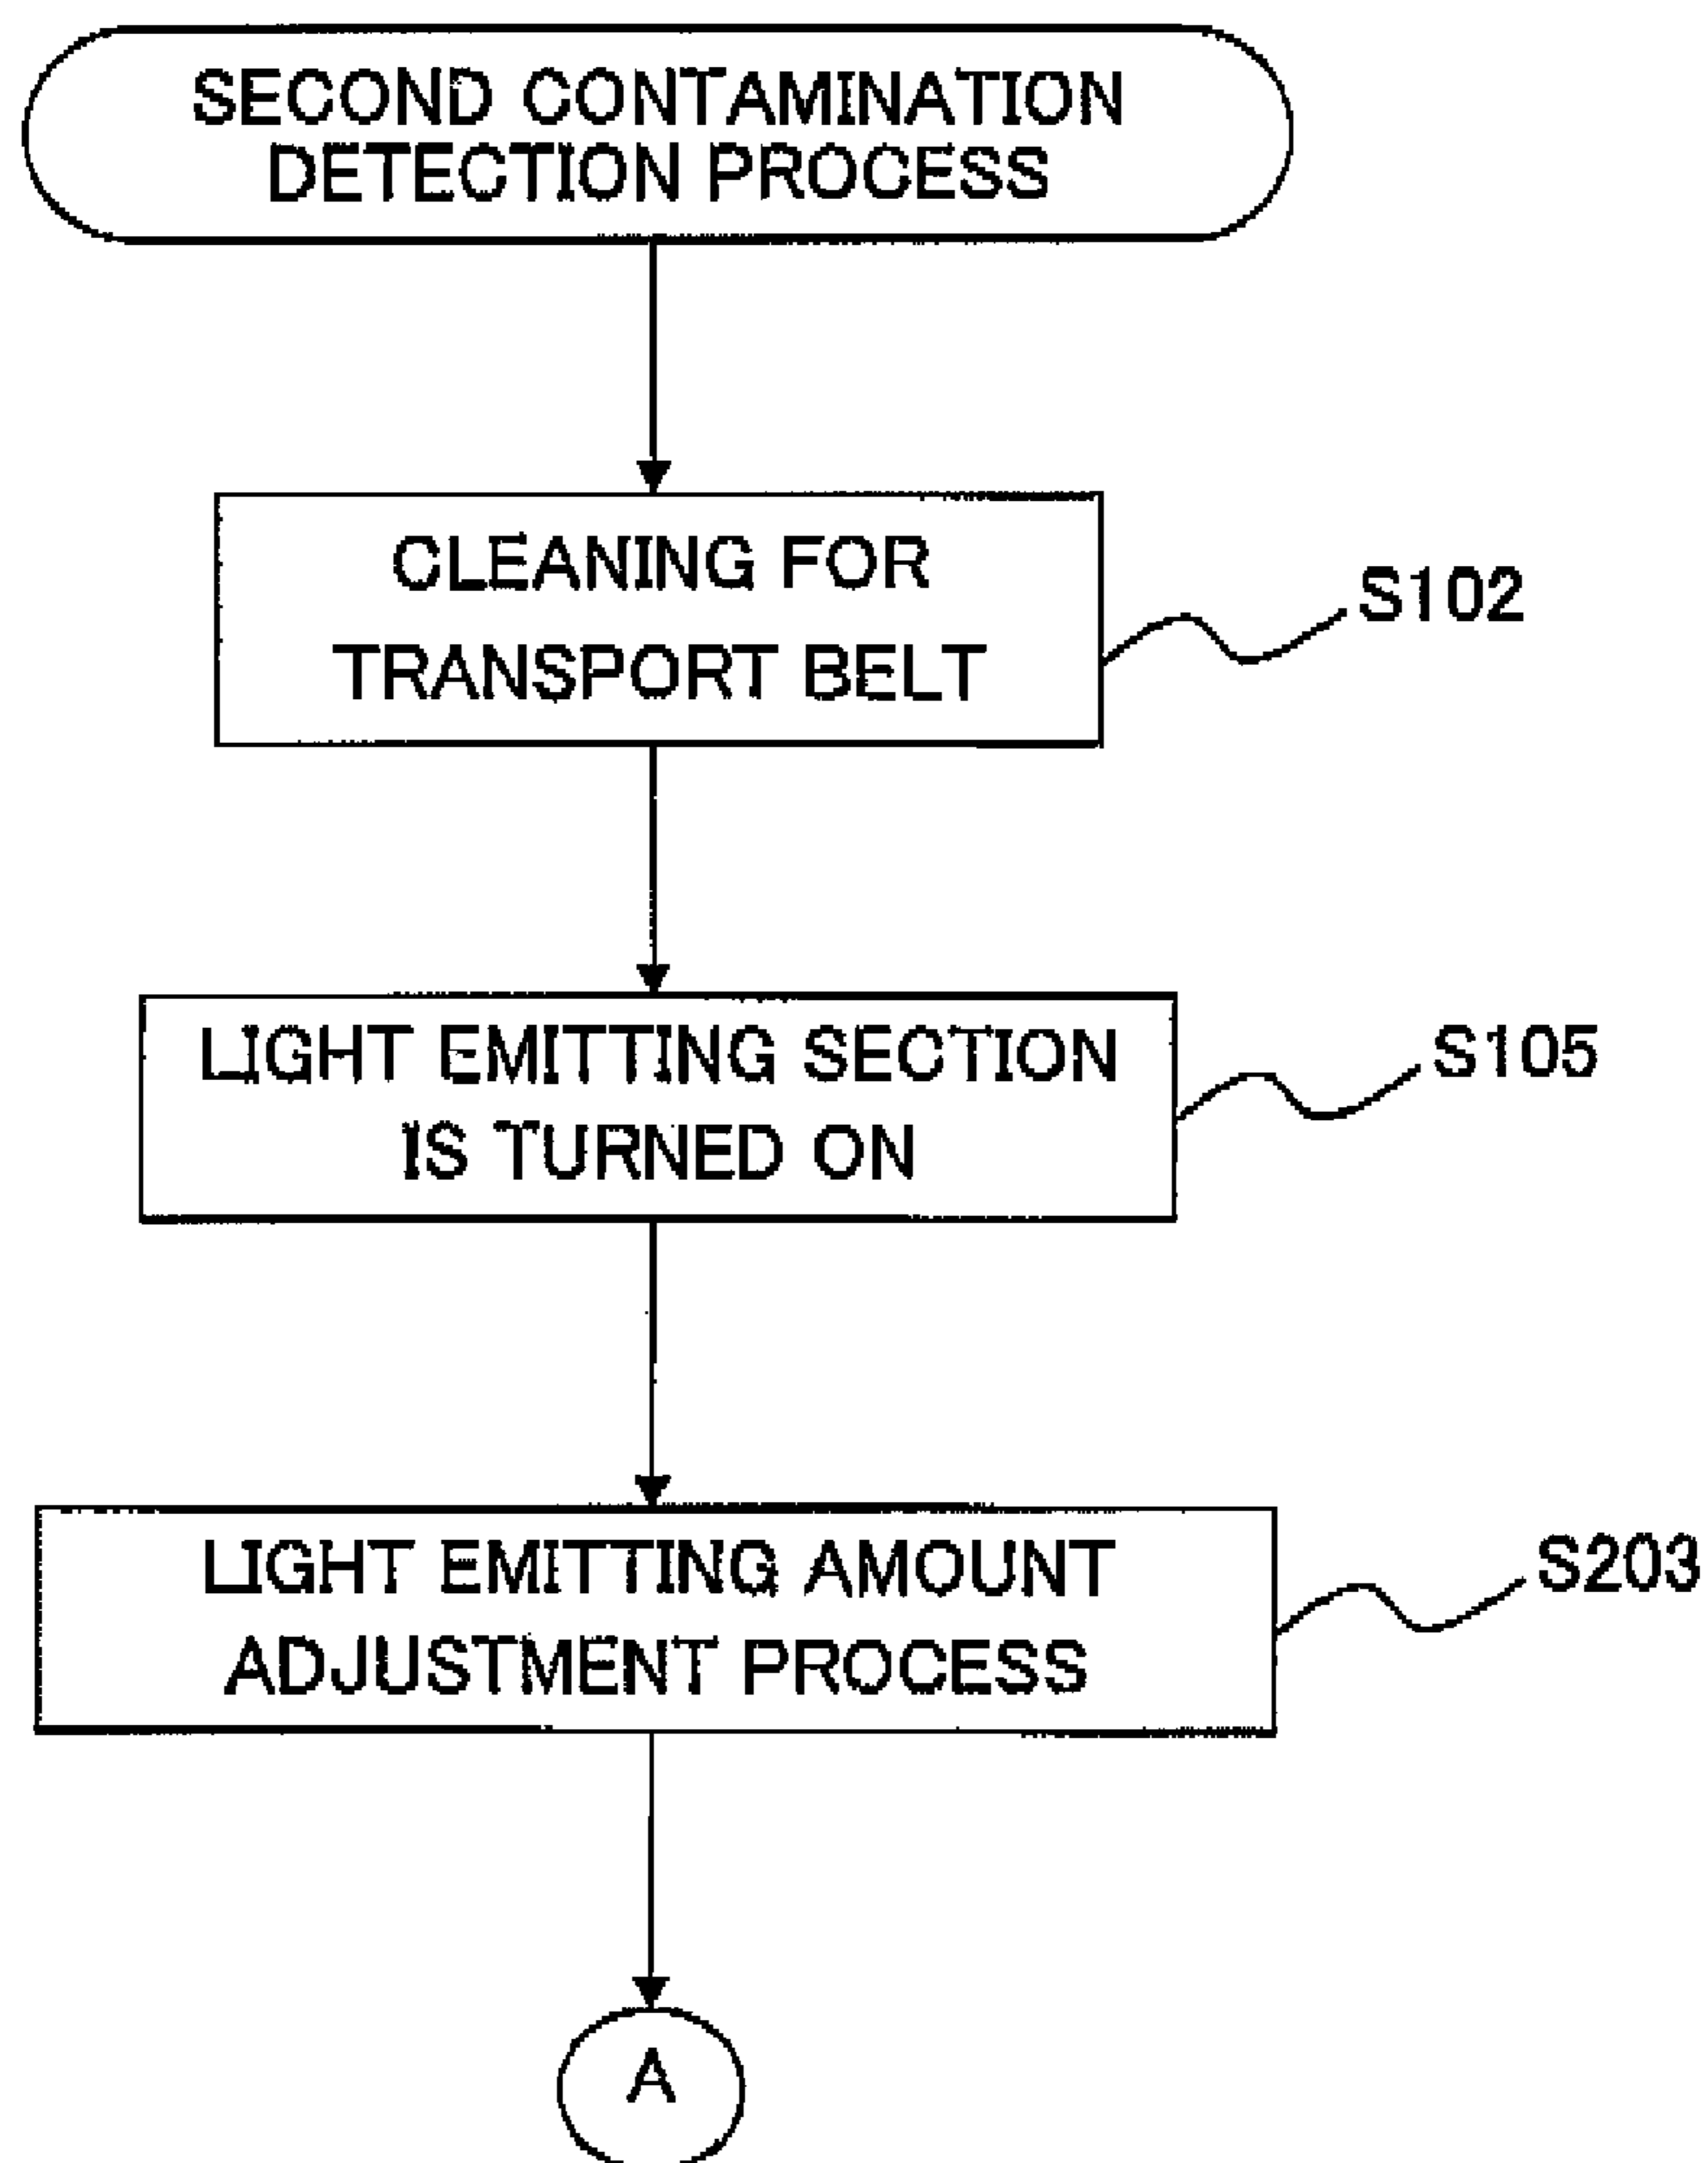 SECOND CONTAMINATION
DETECTION PROCESS
CLEANING FOR
TRANSPORT BELT
S102
LIGHT EMITTING SECTION
IS TURNED ON
S105
LIGHT EMITTING AMOUNT
ADJUSTMENT PROCESS
S203
A